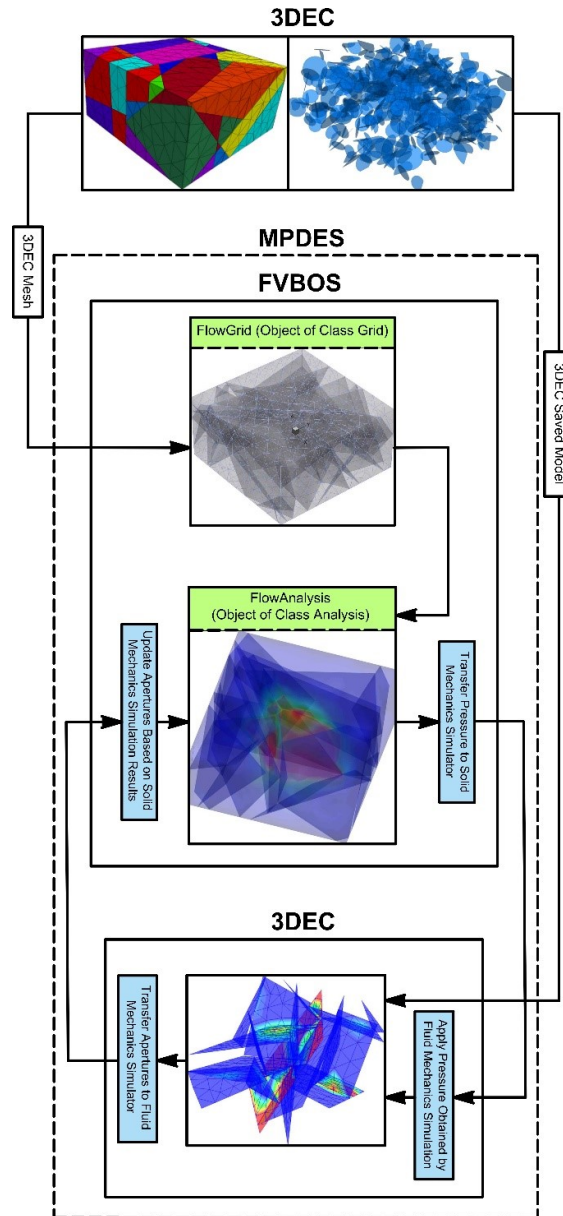 3DEC
3DEC Mesh
3DEC Saved Model
MPDES
FVBOS
FlowGrid (Object of Class Grid)
FlowAnalysis
(Object of Class Analysis)
Update Apertures Based on Solid
Mechanics Simulation Results
Transfer Pressure to Solid
Mechanics Simulator
3DEC
Transfer Apertures to Fluid
Mechanics Simulator
Apply Pressure Obtained by
Fluid Mechanics Simulation